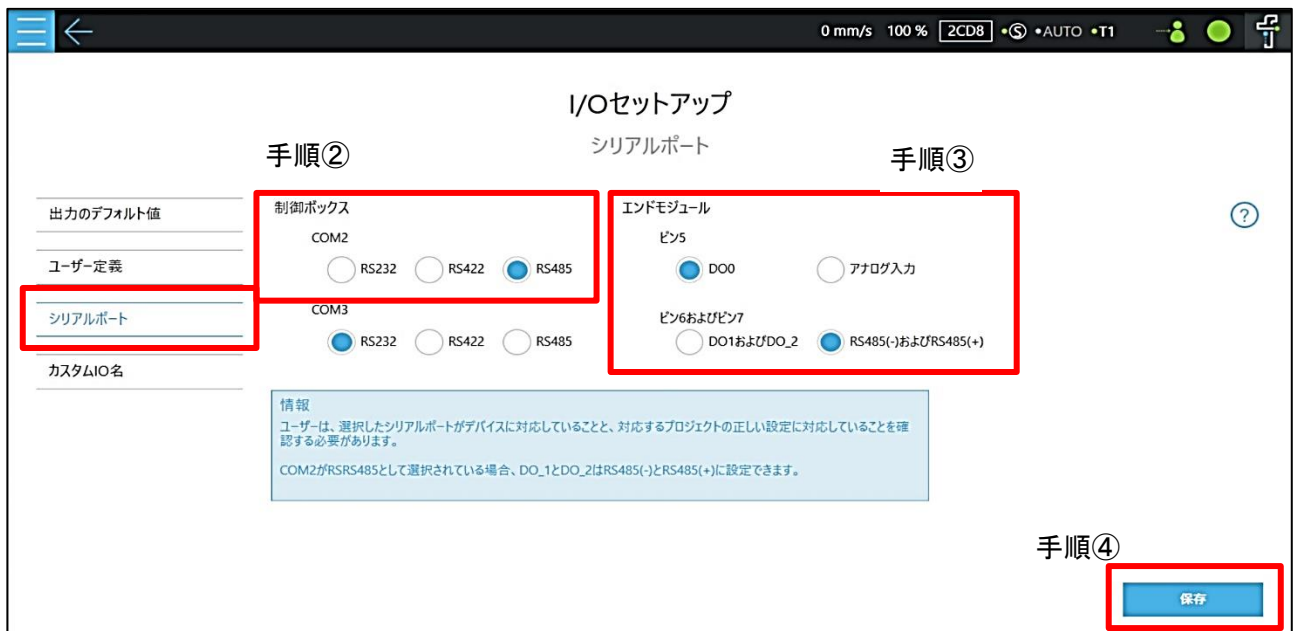 0 mm/s 100 % 2CD8 •Ⓢ •AUTO •T1
I/Oセットアップ
シリアルポート
手順②
手順③
出力のデフォルト値
ユーザー定義
シリアルポート
カスタムIO名
制御ボックス
COM2
RS232 RS422 RS485
COM3
RS232 RS422 RS485
エンドモジュール
ピン5
DO0 アナログ入力
ピン6およびピン7
DO1およびDO_2 RS485(-)およびRS485(+)
?
情報
ユーザーは、選択したシリアルポートがデバイスに対応していることと、対応するプロジェクトの正しい設定に対応していることを確
認する必要があります。
COM2がRSRS485として選択されている場合、DO_1とDO_2はRS485(-)とRS485(+)に設定できます。
手順④
保存